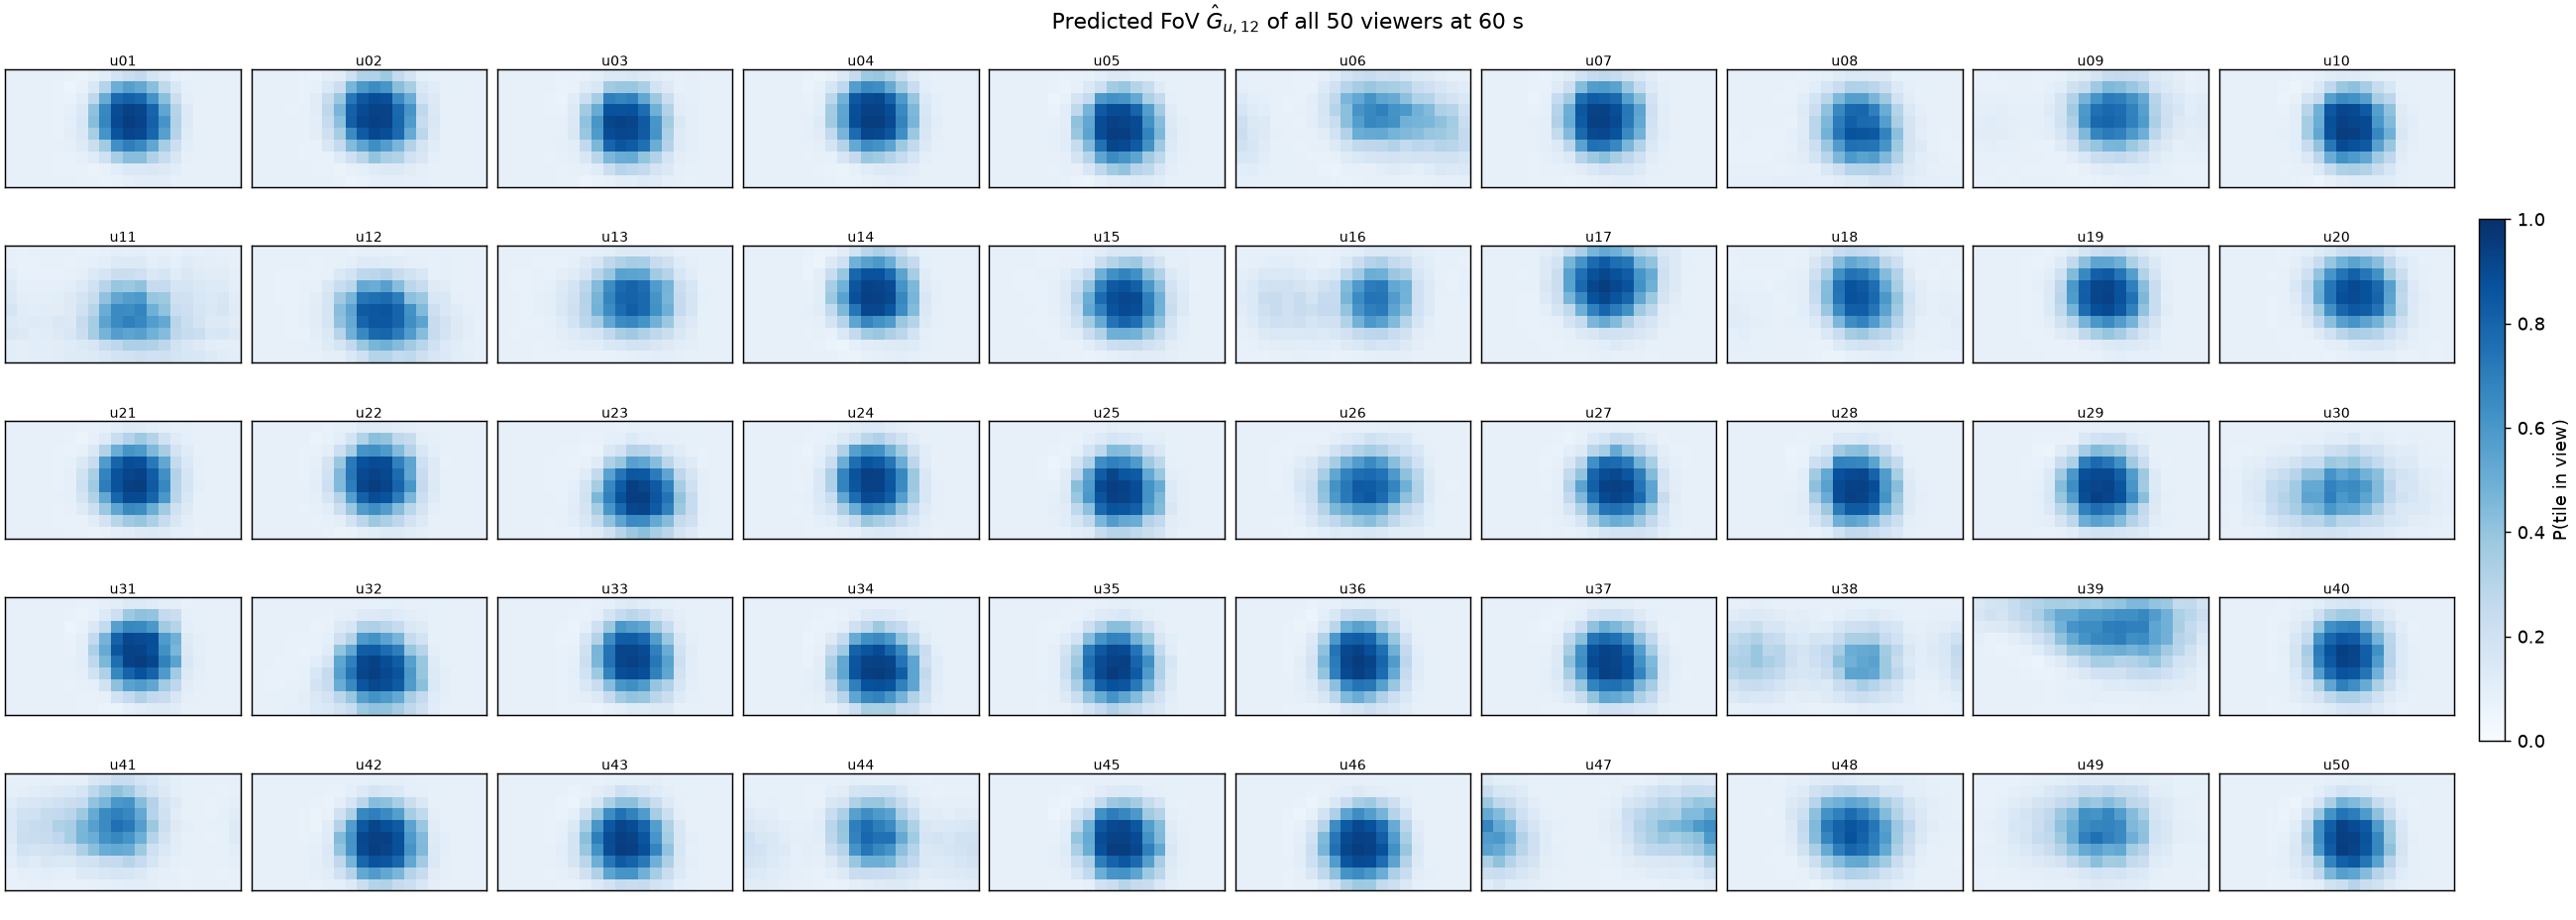 Predicted FoV Ĝu,12 of all 50 viewers at 60 s
u01 u02 u03 u04 u05 u06 u07 u08 u09 u10
u11 u12 u13 u14 u15 u16 u17 u18 u19 u20
1.0
0.8
u21 u22 u23 u24 u25 u26 u27 u28 u29 u30
0.6
0.4
P(tile in view)
u31 u32 u33 u34 u35 u36 u37 u38 u39 u40
0.2
0.0
u41 u42 u43 u44 u45 u46 u47 u48 u49 u50